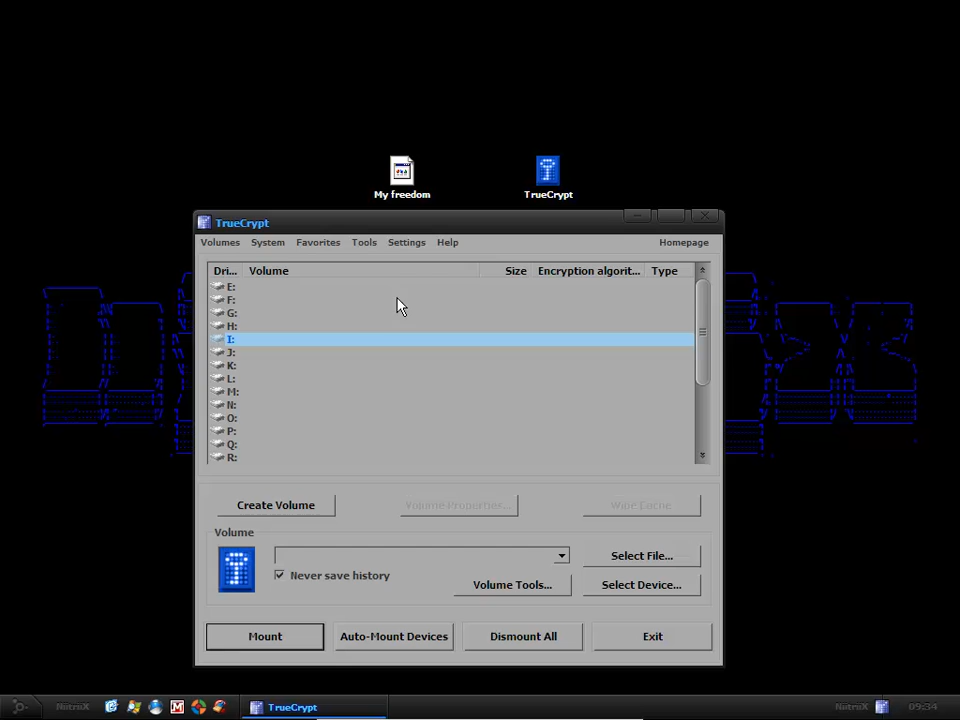 My freedom
TrueCrypt
TrueCrypt
Volumes System Favorites Tools Settings Help Homepage
Dri... Volume Size Encryption algorit... Type
E:
F:
G:
H:
I:
J:
K:
L:
M:
N:
O:
P:
Q:
R:
Create Volume Volume Properties... Wipe Cache
Volume
Select File...
Never save history
Volume Tools... Select Device...
Mount Auto-Mount Devices Dismount All Exit
NiitruX TrueCrypt NiitruX 09:34